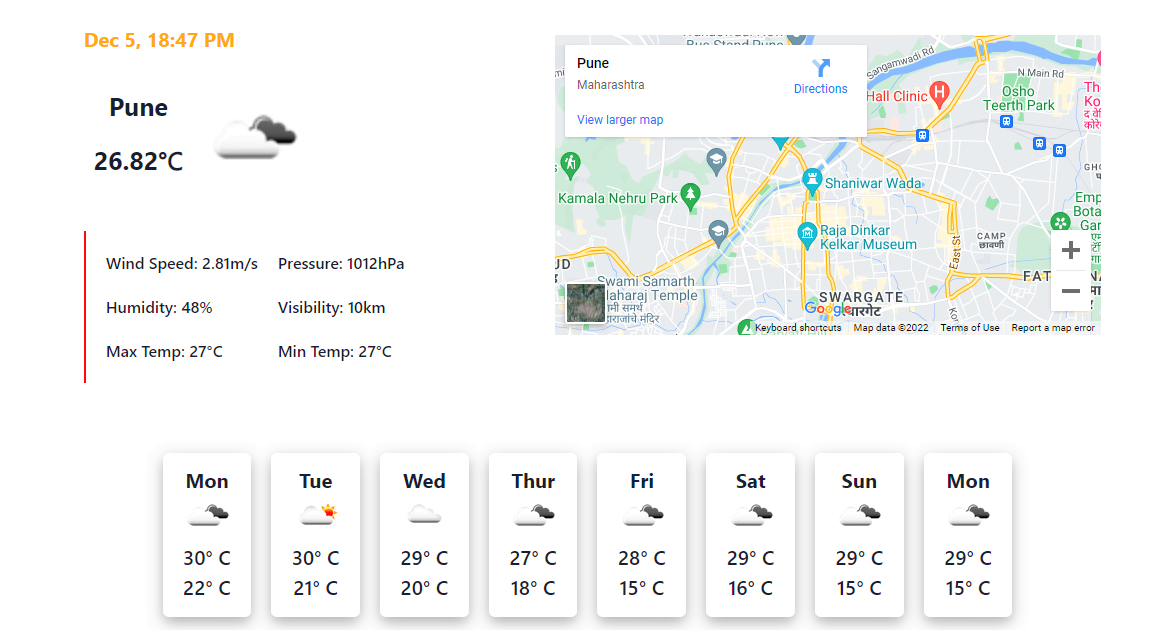 Dec 5, 18:47 PM
Pune
26.82°C
Wind Speed: 2.81m/s Pressure: 1012hPa
Humidity: 48% Visibility: 10km
Max Temp: 27°C Min Temp: 27°C
Bus Stand Pune
Pune
Maharashtra
Directions
View larger map
Sangamwadi Rd
N Main Rd
Hall Clinic
Osho
Teerth Park
Shaniwar Wada
Kamala Nehru Park
Raja Dinkar
Kelkar Museum
CAMP
छावणी
East St
Swami Samarth
Maharaj Temple
SWARGATE
Google
Keyboard shortcuts Map data ©2022 Terms of Use Report a map error
Mon
30° C
22° C
Tue
30° C
21° C
Wed
29° C
20° C
Thur
27° C
18° C
Fri
28° C
15° C
Sat
29° C
16° C
Sun
29° C
15° C
Mon
29° C
15° C